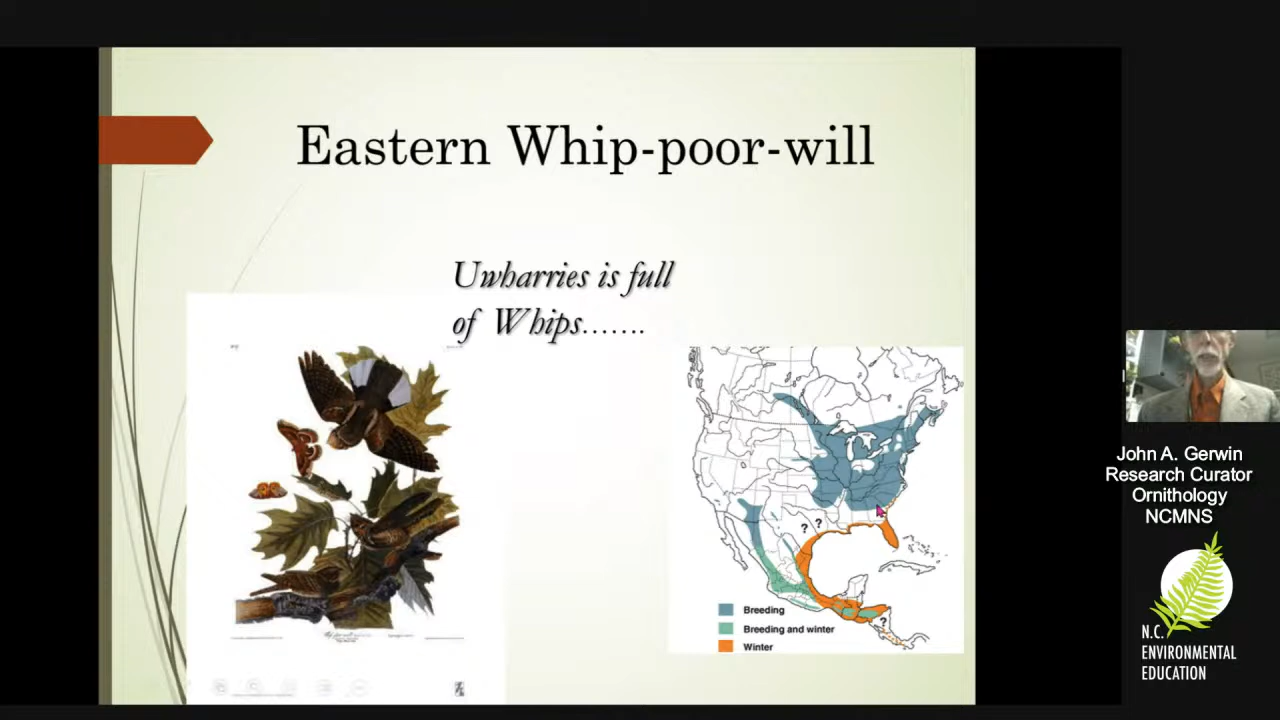 Eastern Whip-poor-will
Uwharries is full
of Whips.......
? ?
?
Breeding
Breeding and winter
Winter
John A. Gerwin
Research Curator
Ornithology
NCMNS
N.C.
ENVIRONMENTAL
EDUCATION